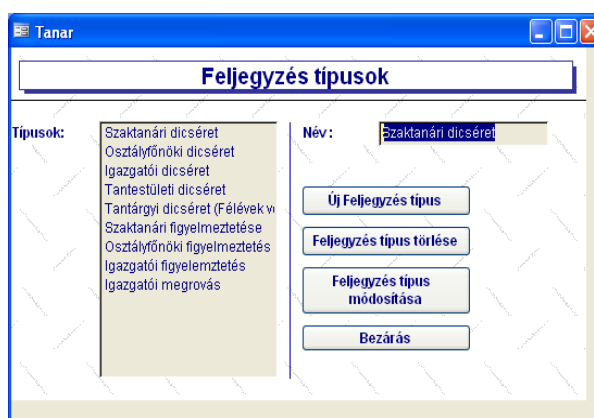 Tanar
Feljegyzés típusok
Típusok:
Szaktanári dicséret
Osztályfőnöki dicséret
Igazgatói dicséret
Tantestületi dicséret
Tantárgyi dicséret (Félévek v
Szaktanári figyelmeztetése
Osztályfőnöki figyelmeztetés
Igazgatói figyelemztetés
Igazgatói megrovás
Név:
Szaktanári dicséret
Új Feljegyzés típus
Feljegyzés típus törlése
Feljegyzés típus
módosítása
Bezárás